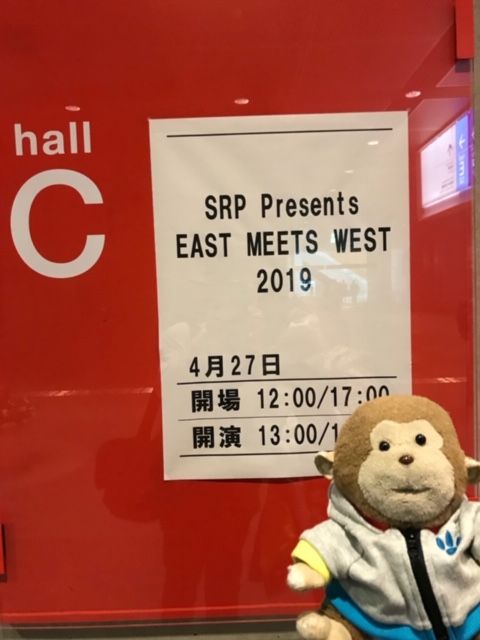 hall
C
SRP Presents
EAST MEETS WEST
2019
4月27日
開場 12:00/17:00
開演 13:00/1